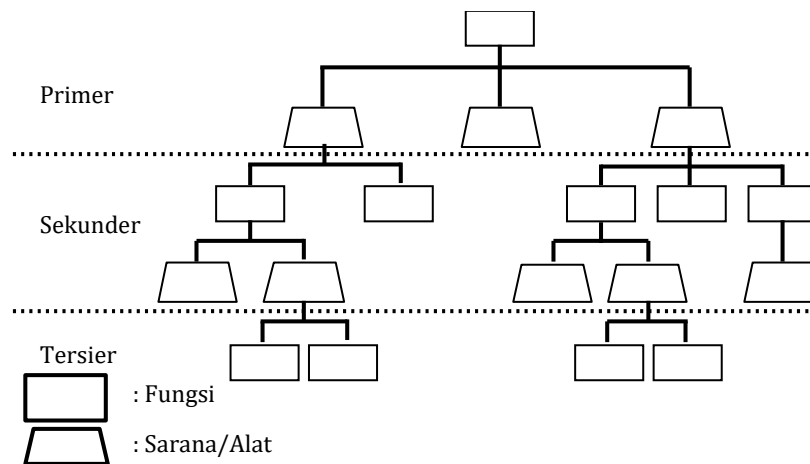 Primer
Sekunder
Tersier
: Fungsi
: Sarana/Alat